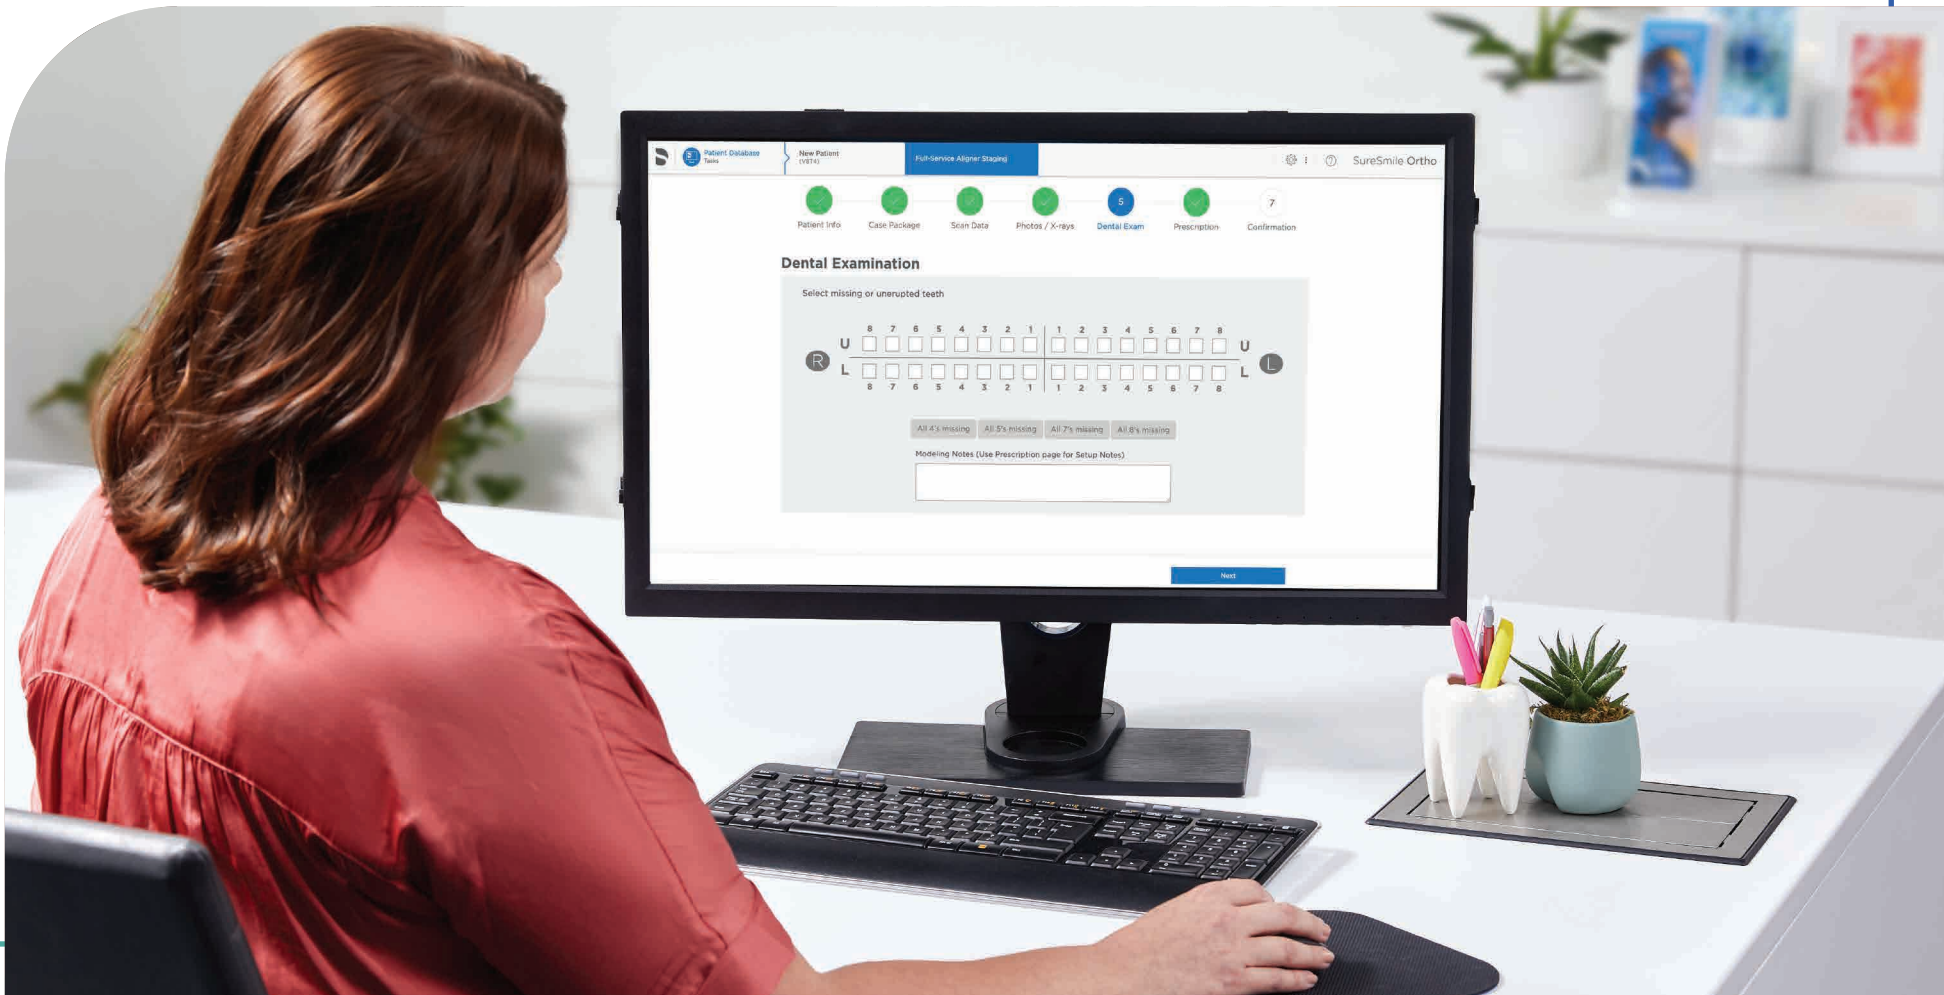 Patient Database
Tasks
New Patient
(V874)
Full-Service Aligner Staging
SureSmile Ortho
5
7
Patient Info
Case Package
Scan Data
Photos / X-rays
Dental Exam
Prescription
Confirmation
Dental Examination
Select missing or unerupted teeth
8 7 6 5 4 3 2 1 1 2 3 4 5 6 7 8
U U
R L
L L
8 7 6 5 4 3 2 1 1 2 3 4 5 6 7 8
All 4's missing All 5's missing All 7's missing All 8's missing
Modeling Notes (Use Prescription page for Setup Notes)
Next